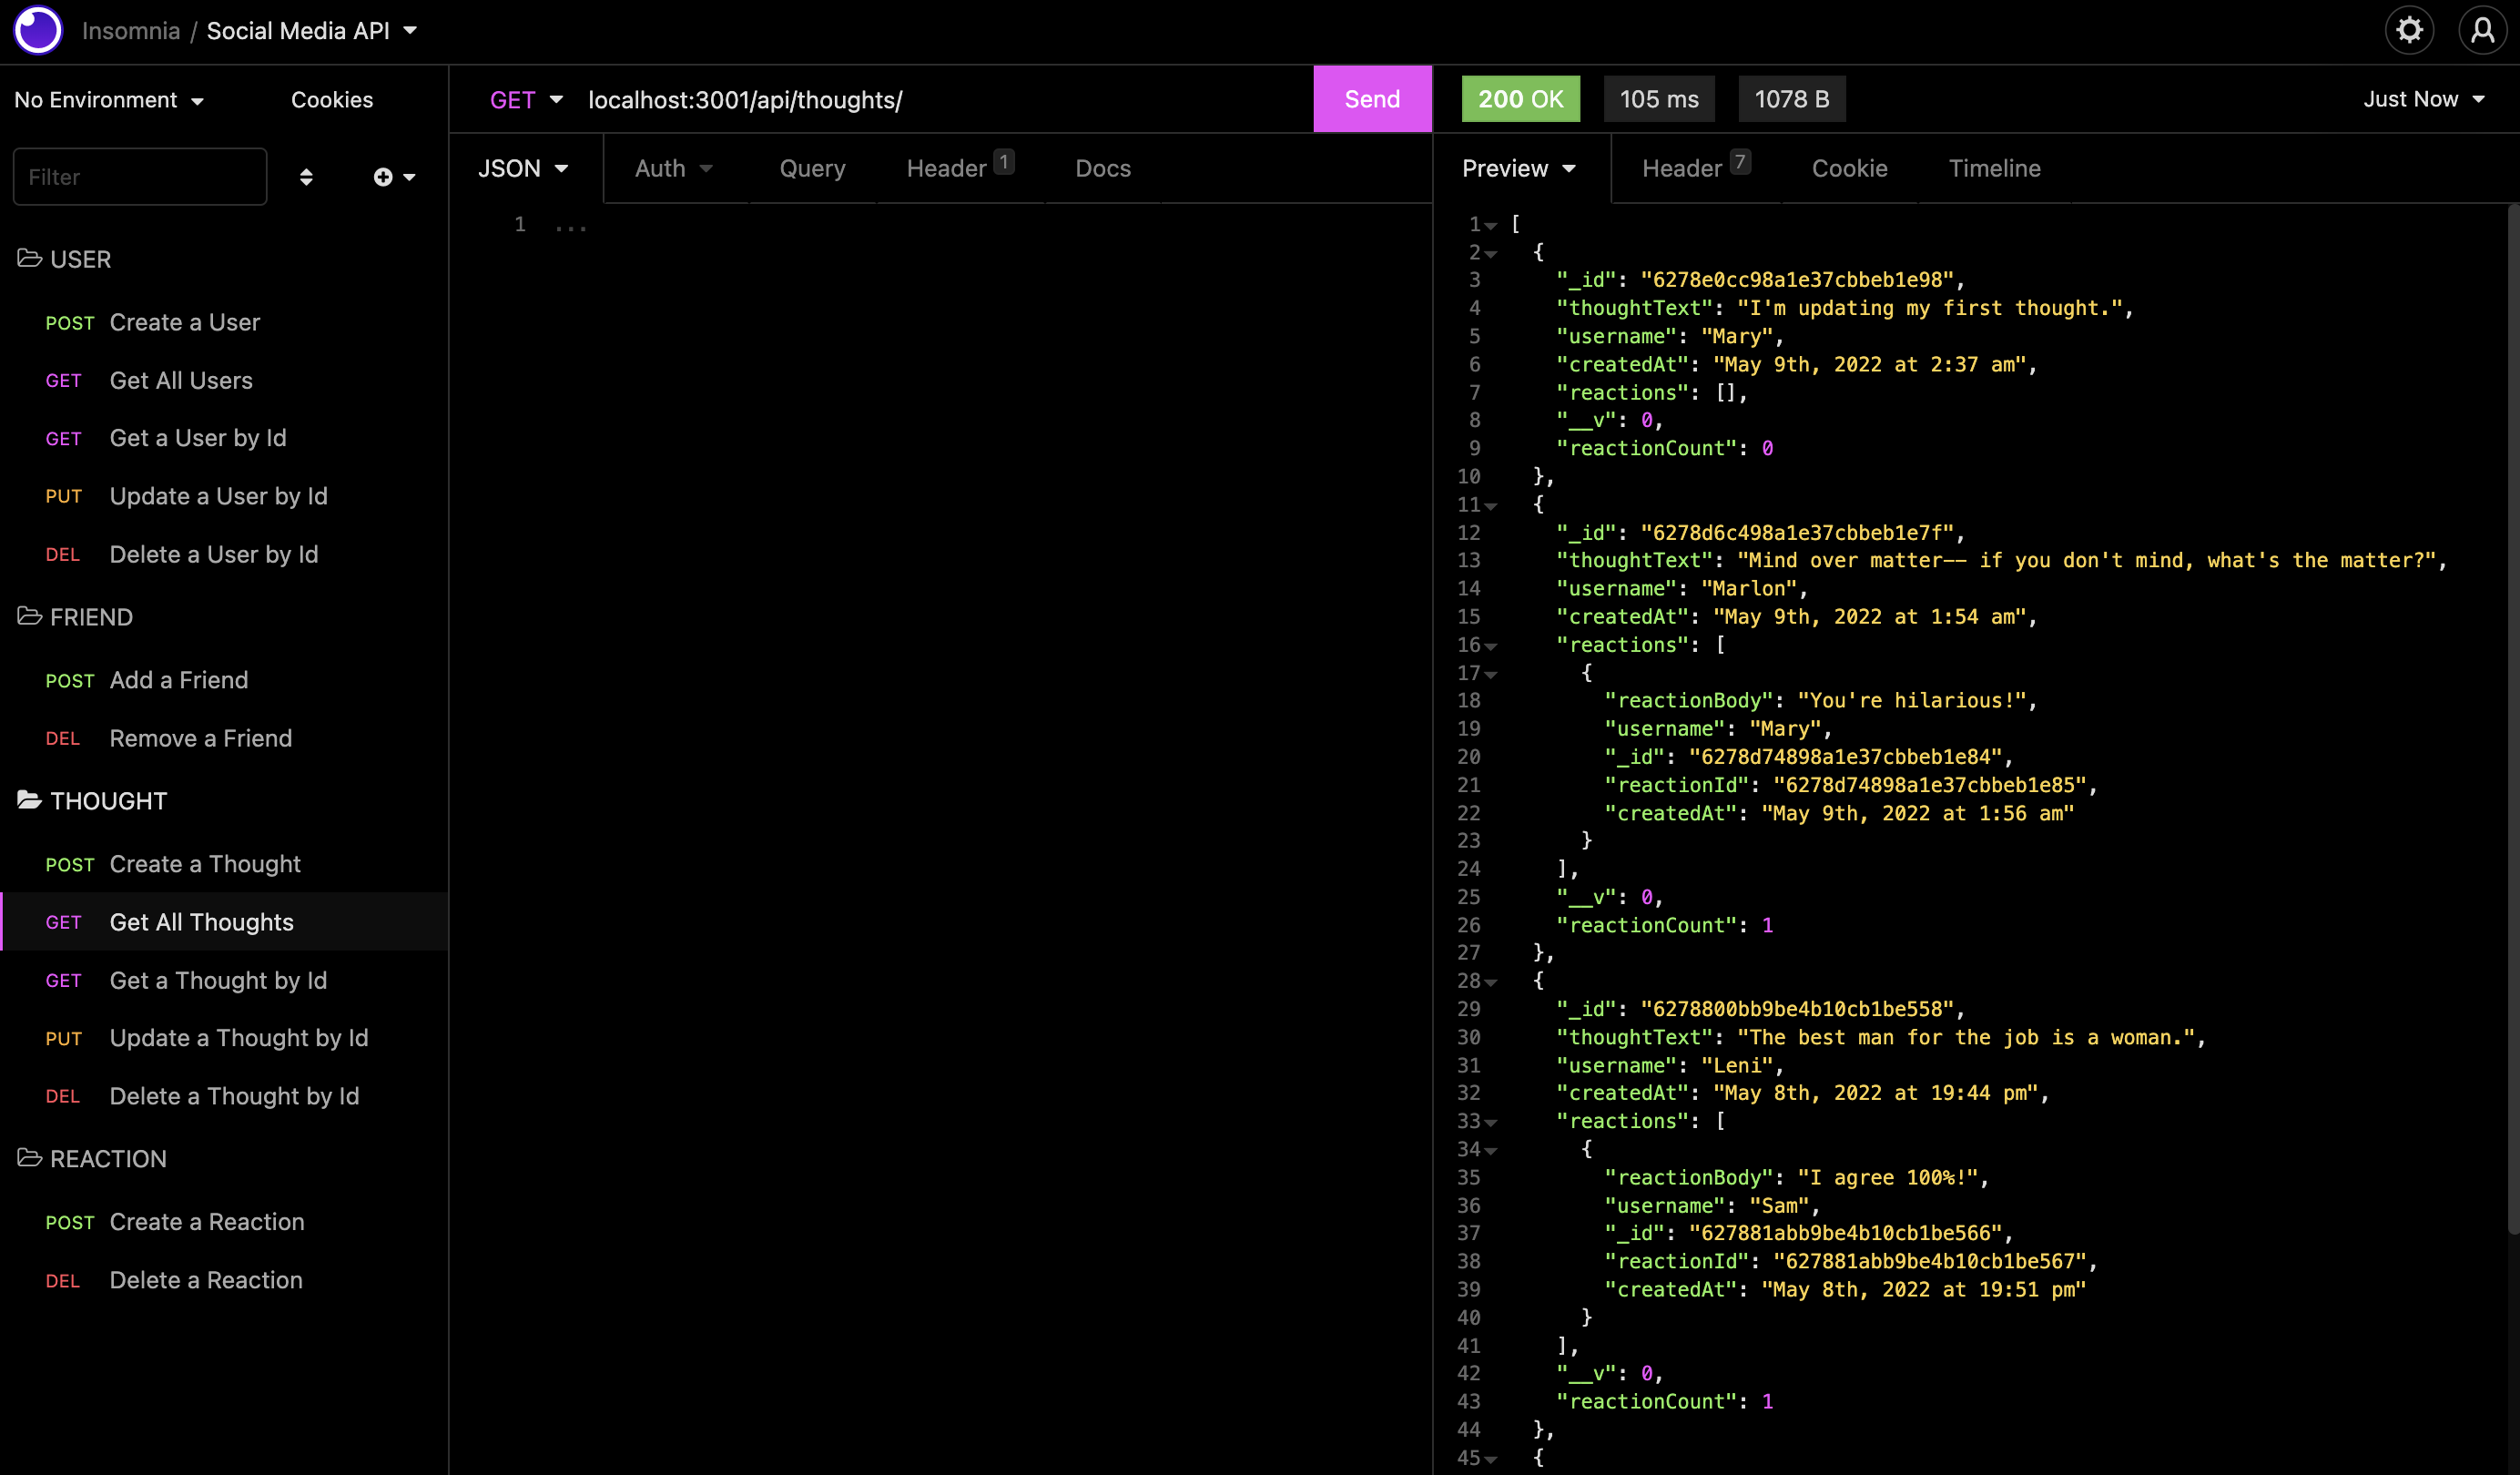 Insomnia / Social Media API
No Environment
Cookies
Filter
USER
POST Create a User
GET Get All Users
GET Get a User by Id
PUT Update a User by Id
DEL Delete a User by Id
FRIEND
POST Add a Friend
DEL Remove a Friend
THOUGHT
POST Create a Thought
GET Get All Thoughts
GET Get a Thought by Id
PUT Update a Thought by Id
DEL Delete a Thought by Id
REACTION
POST Create a Reaction
DEL Delete a Reaction
GET localhost:3001/api/thoughts/ Send
JSON Auth Query Header 1 Docs
1 ...
200 OK 105 ms 1078 B Just Now
Preview Header 7 Cookie Timeline
1 [
2 {
3 "_id": "6278e0cc98a1e37cbbeb1e98",
4 "thoughtText": "I'm updating my first thought.",
5 "username": "Mary",
6 "createdAt": "May 9th, 2022 at 2:37 am",
7 "reactions": [],
8 "__v": 0,
9 "reactionCount": 0
10 },
11 {
12 "_id": "6278d6c498a1e37cbbeb1e7f",
13 "thoughtText": "Mind over matter–– if you don't mind, what's the matter?",
14 "username": "Marlon",
15 "createdAt": "May 9th, 2022 at 1:54 am",
16 "reactions": [
17 {
18 "reactionBody": "You're hilarious!",
19 "username": "Mary",
20 "_id": "6278d74898a1e37cbbeb1e84",
21 "reactionId": "6278d74898a1e37cbbeb1e85",
22 "createdAt": "May 9th, 2022 at 1:56 am"
23 }
24 ],
25 "__v": 0,
26 "reactionCount": 1
27 },
28 {
29 "_id": "6278800bb9be4b10cb1be558",
30 "thoughtText": "The best man for the job is a woman.",
31 "username": "Leni",
32 "createdAt": "May 8th, 2022 at 19:44 pm",
33 "reactions": [
34 {
35 "reactionBody": "I agree 100%!",
36 "username": "Sam",
37 "_id": "627881abb9be4b10cb1be566",
38 "reactionId": "627881abb9be4b10cb1be567",
39 "createdAt": "May 8th, 2022 at 19:51 pm"
40 }
41 ],
42 "__v": 0,
43 "reactionCount": 1
44 },
45 {